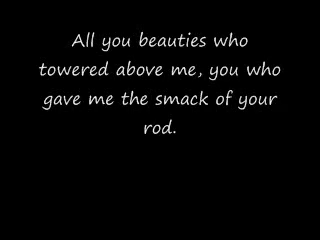 All you beauties who
towered above me, you who
gave me the smack of your
rod.